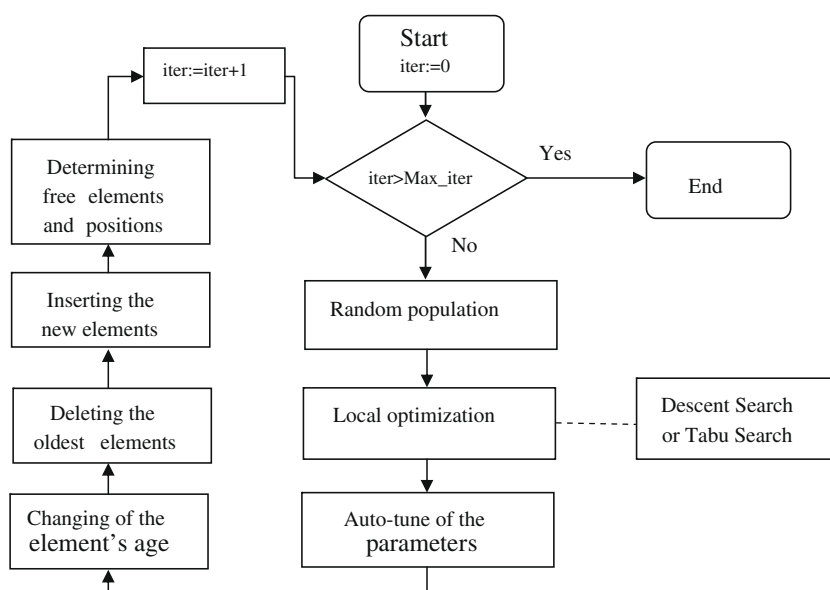 Start
iter:=0
iter:=iter+1
iter>Max_iter
Yes
End
No
Random population
Local optimization
Descent Search
or Tabu Search
Auto-tune of the
parameters
Changing of the
element's age
Deleting the
oldest elements
Inserting the
new elements
Determining
free elements
and positions